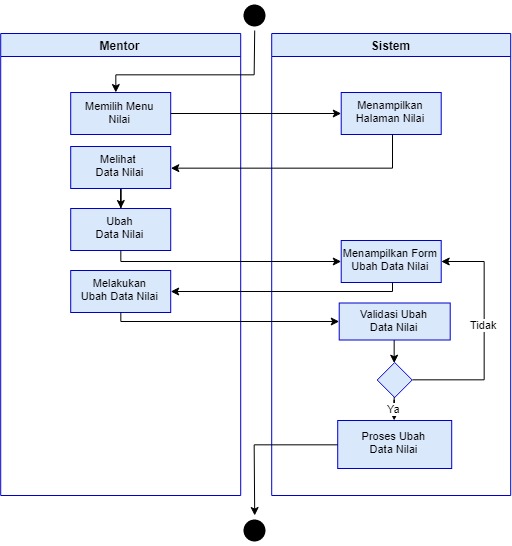 Mentor
Sistem
Memilih Menu
Nilai
Menampilkan
Halaman Nilai
Melihat
Data Nilai
Ubah
Data Nilai
Menampilkan Form
Ubah Data Nilai
Melakukan
Ubah Data Nilai
Validasi Ubah
Data Nilai
Tidak
Ya
Proses Ubah
Data Nilai